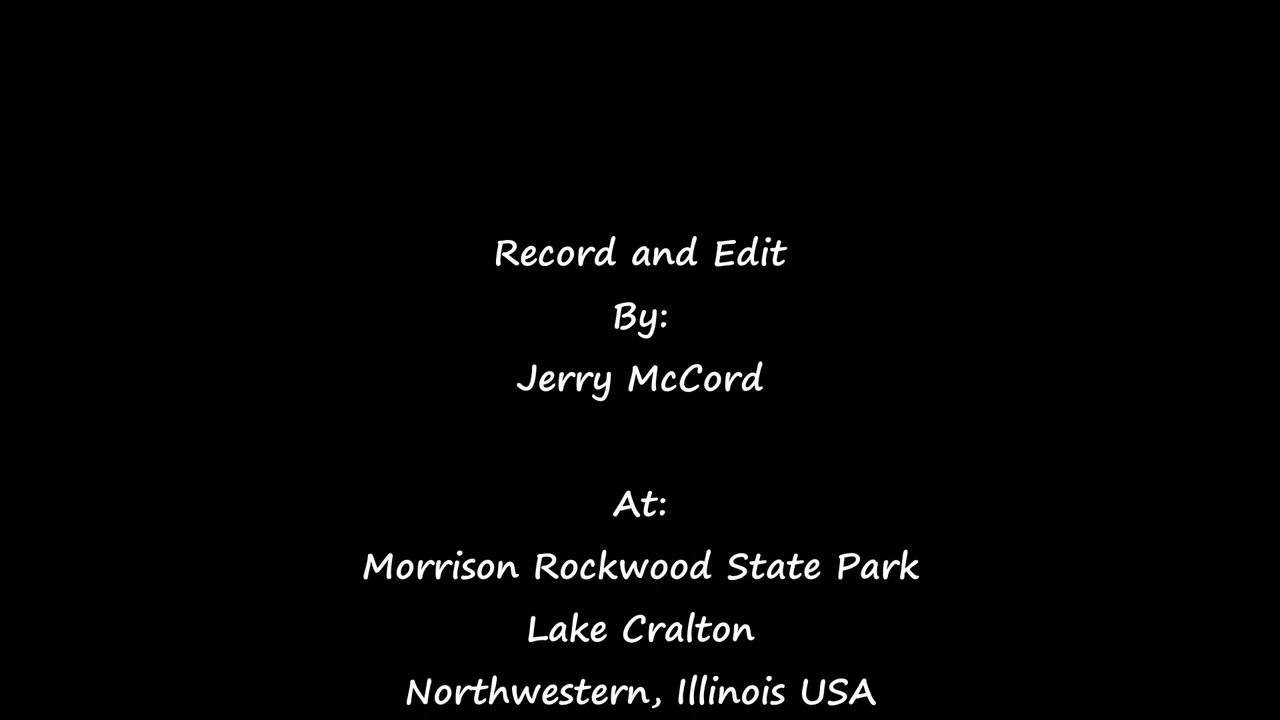 Record and Edit
By:
Jerry McCord
At:
Morrison Rockwood State Park
Lake Cralton
Northwestern, Illinois USA